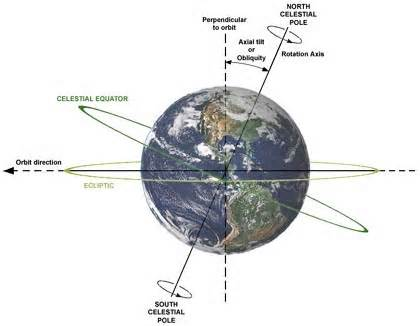 NORTH
CELESTIAL
POLE
Perpendicular
to orbit
Axial tilt
or
Obliquity
Rotation Axis
CELESTIAL EQUATOR
Orbit direction
ECLIPTIC
SOUTH
CELESTIAL
POLE